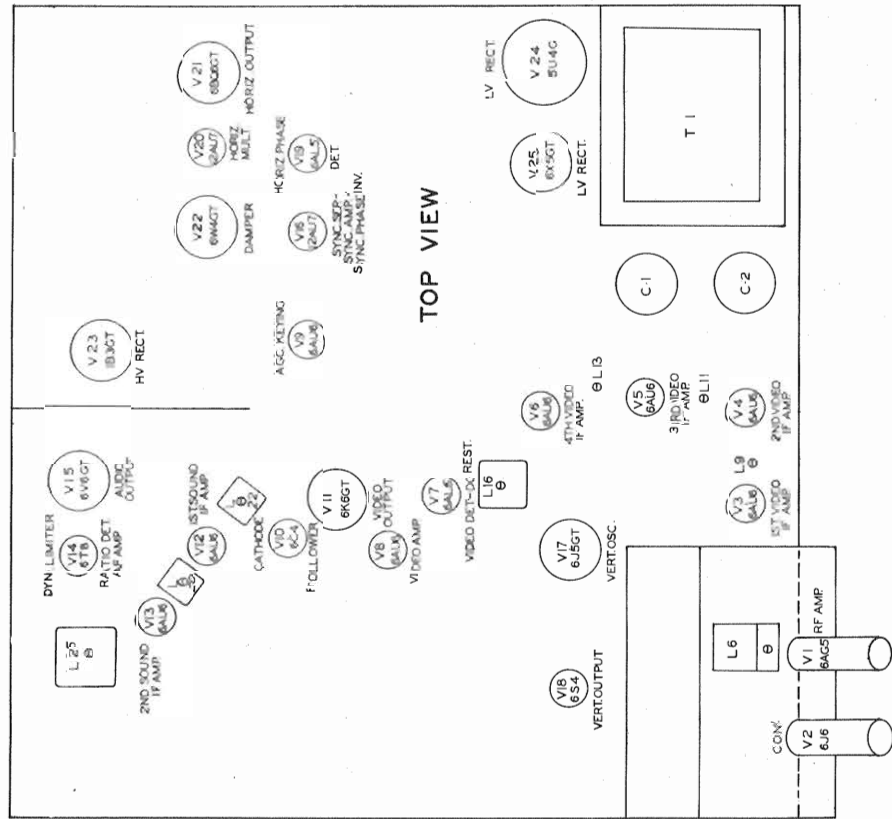 V21
6BQ6GT
HORIZ OUTPUT
V20
12AU7
HORIZ
MULT
V22
6W4GT
DAMPER
HORIZ PHASE
V19
6AL5
DET.
V16
12AU7
SYNC. SEP-
SYNC. AMP.
SYNC. PHASE INV.
V23
1B3GT
HV RECT.
AGC KEYING
V9
6AU6
LV RECT.
V24
5U4G
V25
6X5GT
LV RECT.
T1
TOP VIEW
C-1
C-2
V6
6AU6
4TH VIDEO
IF AMP.
L13
V5
6AU6
3RD VIDEO
IF AMP.
L11
V4
6AU6
2ND VIDEO
IF AMP.
L9
V3
6AU6
1ST VIDEO
IF AMP.
V15
6V6GT
AUDIO
OUTPUT
DYN. LIMITER
V14
6T8
RATIO DET.
AF AMP
L25
V13
6AU6
2ND SOUND
IF AMP.
V12
6AU6
1ST SOUND
IF AMP
L
22
CATHODE
V10
6C4
FOLLOWER
V11
6K6GT
VIDEO
OUTPUT
V8
6AU6
VIDEO AMP.
V7
6AL5
VIDEO DET-DC REST.
L16
V17
6J5GT
VERT. OSC.
V18
6S4
VERT. OUTPUT
L6
RF AMP.
V1
6AG5
V2
6J6